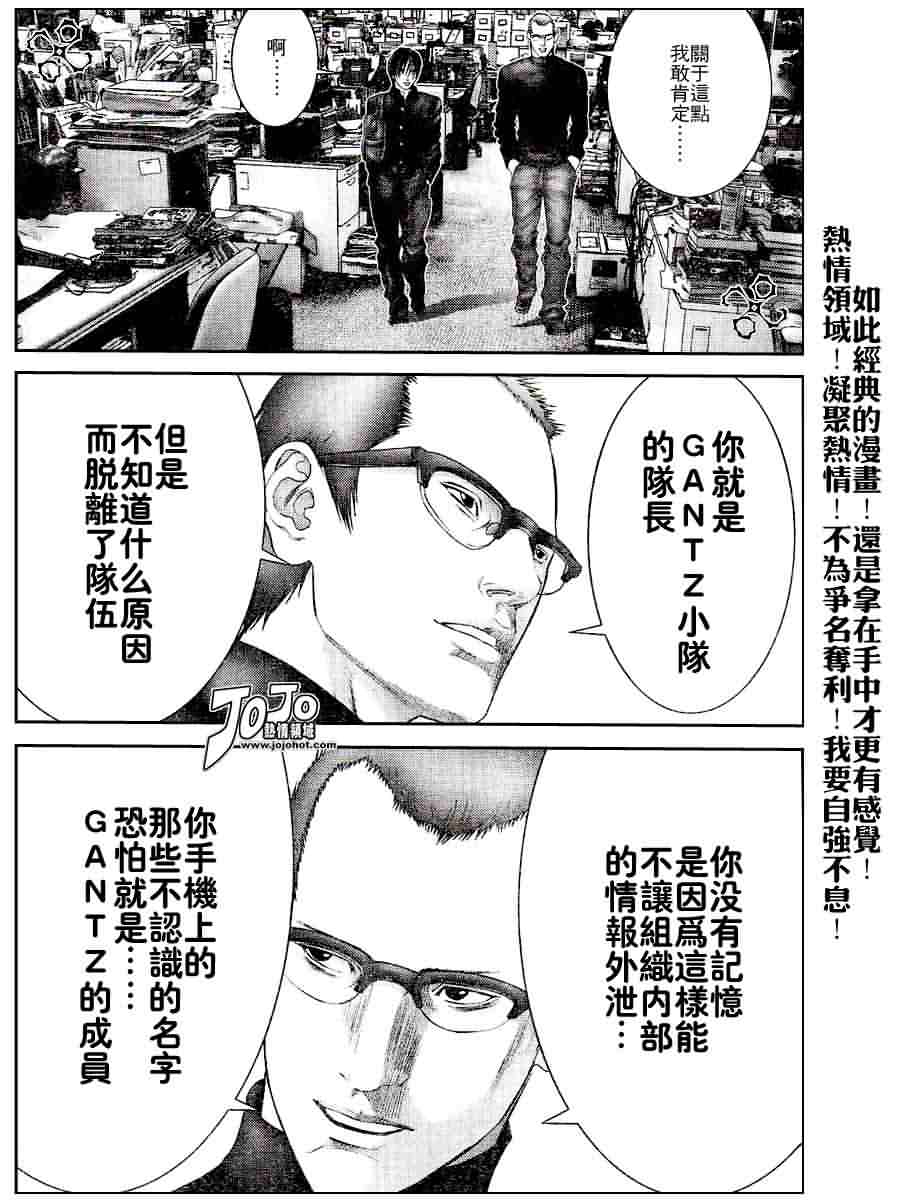 關于這點
我敢肯定……
啊……
你就是
GANTZ小隊
的隊長
但是
不知道什么原因
而脱離了隊伍
你没有記憶
是因爲這樣能
不讓組織内部
的情報外泄…
你手機上的
那些不認識的名字
恐怕就是……
GANTZ的成員
JOJO
熱情領域
www.jojohot.com
如此經典的漫畫！還是拿在手中才更有感覺！
熱情領域！凝聚熱情！不為爭名奪利！我要自強不息！